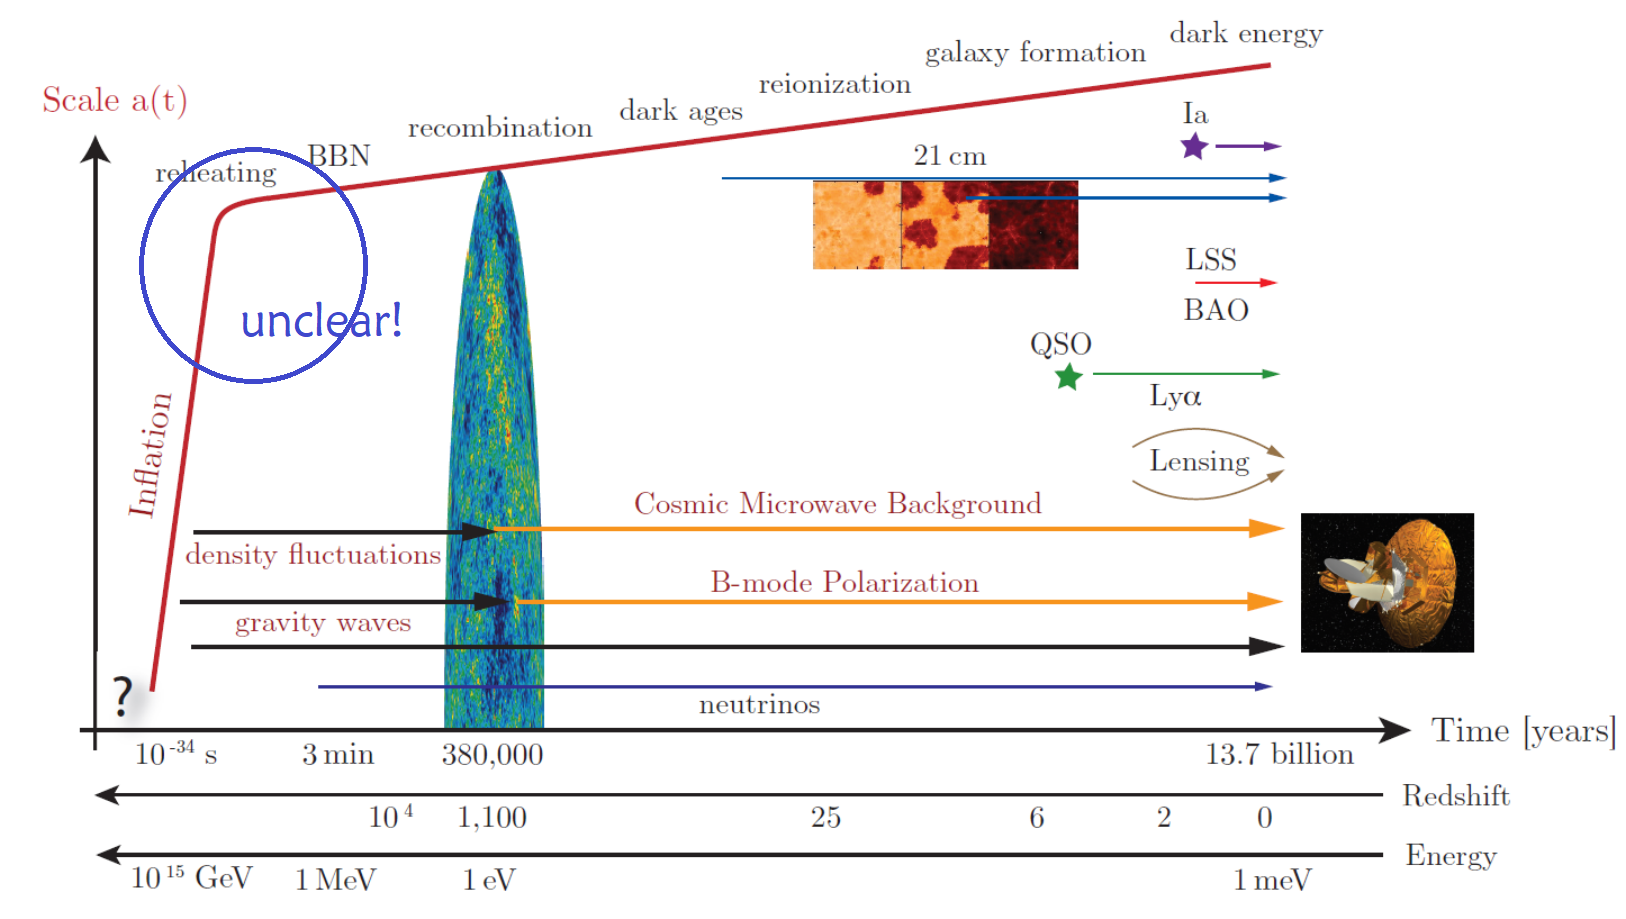 dark energy
galaxy formation
reionization
dark ages
recombination
BBN
reheating
Scale a(t)
Ia
21 cm
LSS
BAO
QSO
Lyα
Lensing
unclear!
Inflation
Cosmic Microwave Background
density fluctuations
B-mode Polarization
gravity waves
?
neutrinos
Time [years]
10⁻³⁴ s 3 min 380,000 13.7 billion
Redshift
10⁴ 1,100 25 6 2 0
Energy
10¹⁵ GeV 1 MeV 1 eV 1 meV